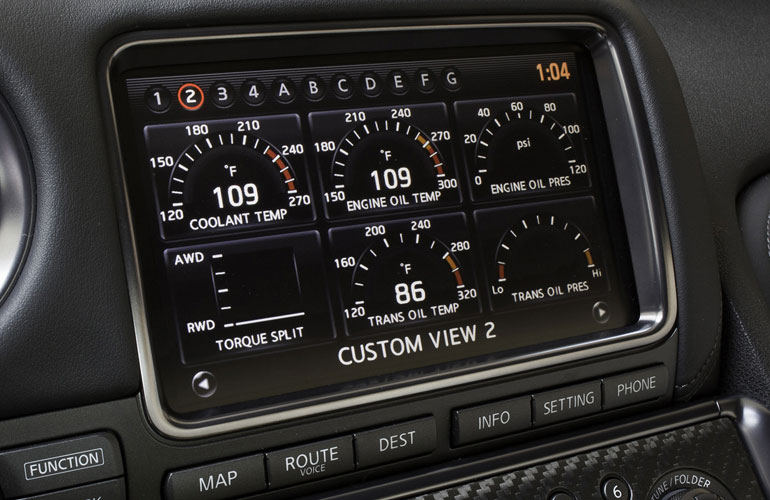 1 2 3 4 A B C D E F G
1:04
120 150 180 210 240 270
°F
109
COOLANT TEMP
150 180 210 240 270 300
°F
109
ENGINE OIL TEMP
0 20 40 60 80 100 120
psi
ENGINE OIL PRES
AWD
RWD
TORQUE SPLIT
120 160 200 240 280 320
°F
86
TRANS OIL TEMP
Lo Hi
TRANS OIL PRES
CUSTOM VIEW 2
FUNCTION
MAP
ROUTE
VOICE
DEST
INFO
SETTING
PHONE
6
/FOLDER